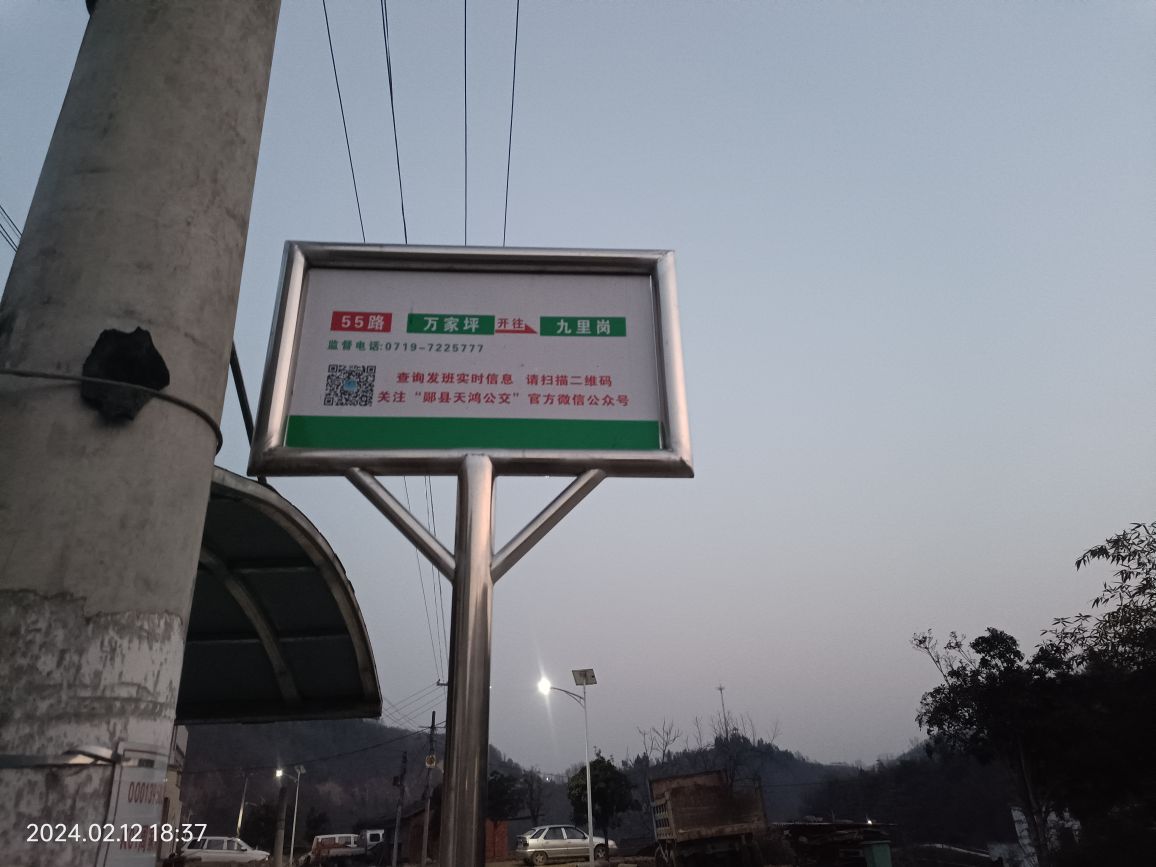 55路 万家坪 开往 九里岗
监督电话:0719-7225777
查询发班实时信息 请扫描二维码
关注“郧县天鸿公交”官方微信公众号
2024.02.12 18:37